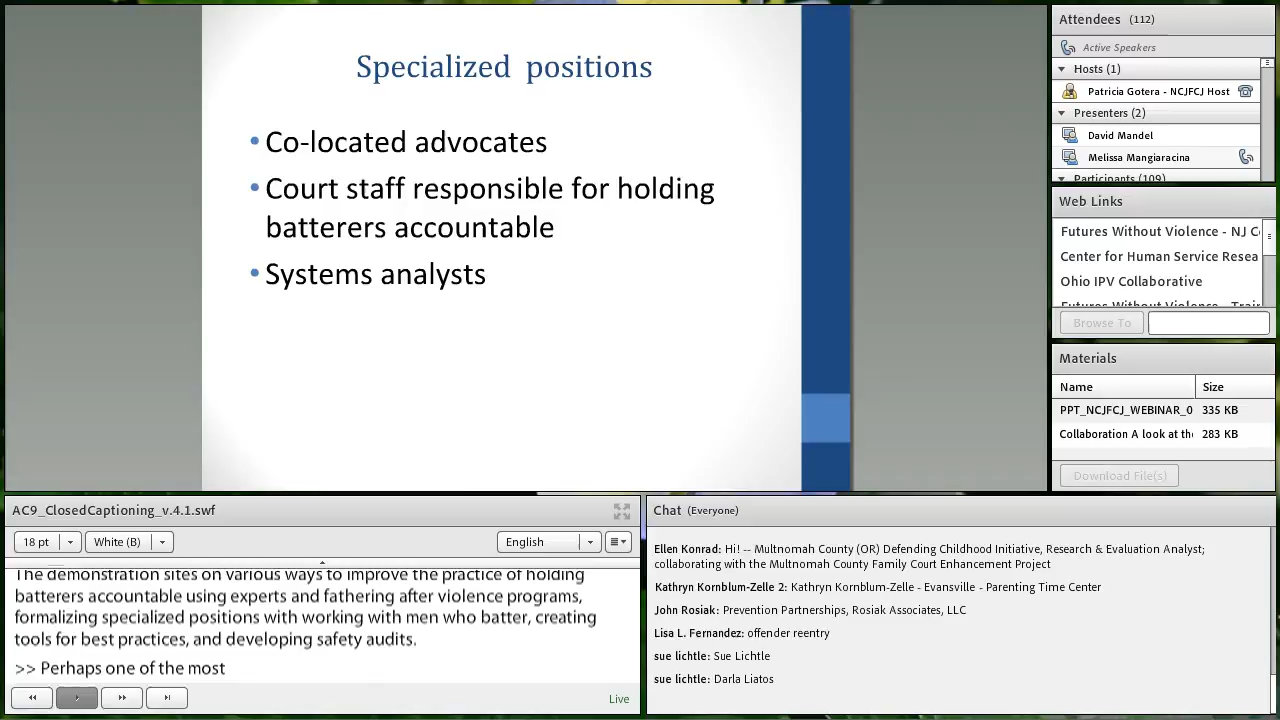 Specialized positions
•Co-located advocates
•Court staff responsible for holding
batterers accountable
•Systems analysts
Attendees (112)
Active Speakers
Hosts (1)
Patricia Gotera - NCJFCJ Host
Presenters (2)
David Mandel
Melissa Mangiaracina
Participants (109)
Web Links
Futures Without Violence - NJ C
Center for Human Service Resea
Ohio IPV Collaborative
Futures Without Violence - Trai
Browse To
Materials
Name Size
PPT_NCJFCJ_WEBINAR_0 335 KB
Collaboration A look at the 283 KB
Download File(s)
AC9_ClosedCaptioning_v.4.1.swf
18 pt White (B) English
The demonstration sites on various ways to improve the practice of holding
batterers accountable using experts and fathering after violence programs,
formalizing specialized positions with working with men who batter, creating
tools for best practices, and developing safety audits.
>> Perhaps one of the most
Live
Chat (Everyone)
Ellen Konrad: Hi! -- Multnomah County (OR) Defending Childhood Initiative, Research & Evaluation Analyst;
collaborating with the Multnomah County Family Court Enhancement Project
Kathryn Kornblum-Zelle 2: Kathryn Kornblum-Zelle - Evansville - Parenting Time Center
John Rosiak: Prevention Partnerships, Rosiak Associates, LLC
Lisa L. Fernandez: offender reentry
sue lichtle: Sue Lichtle
sue lichtle: Darla Liatos